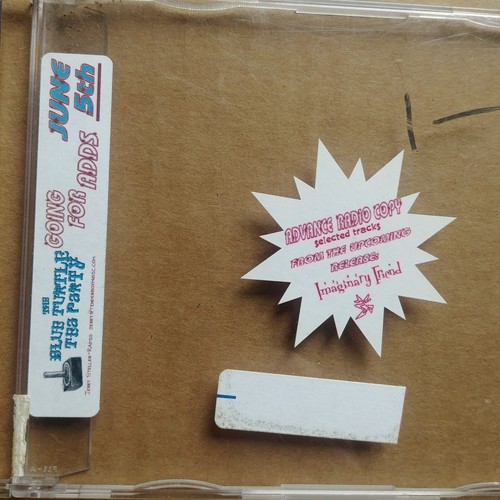 THE
BLUE TURTLE
TEA PARTY
GOING
FOR ADDS
JUNE
5th
ADVANCE RADIO COPY
selected tracks
FROM THE UPCOMING
RELEASE:
Imaginary Friend